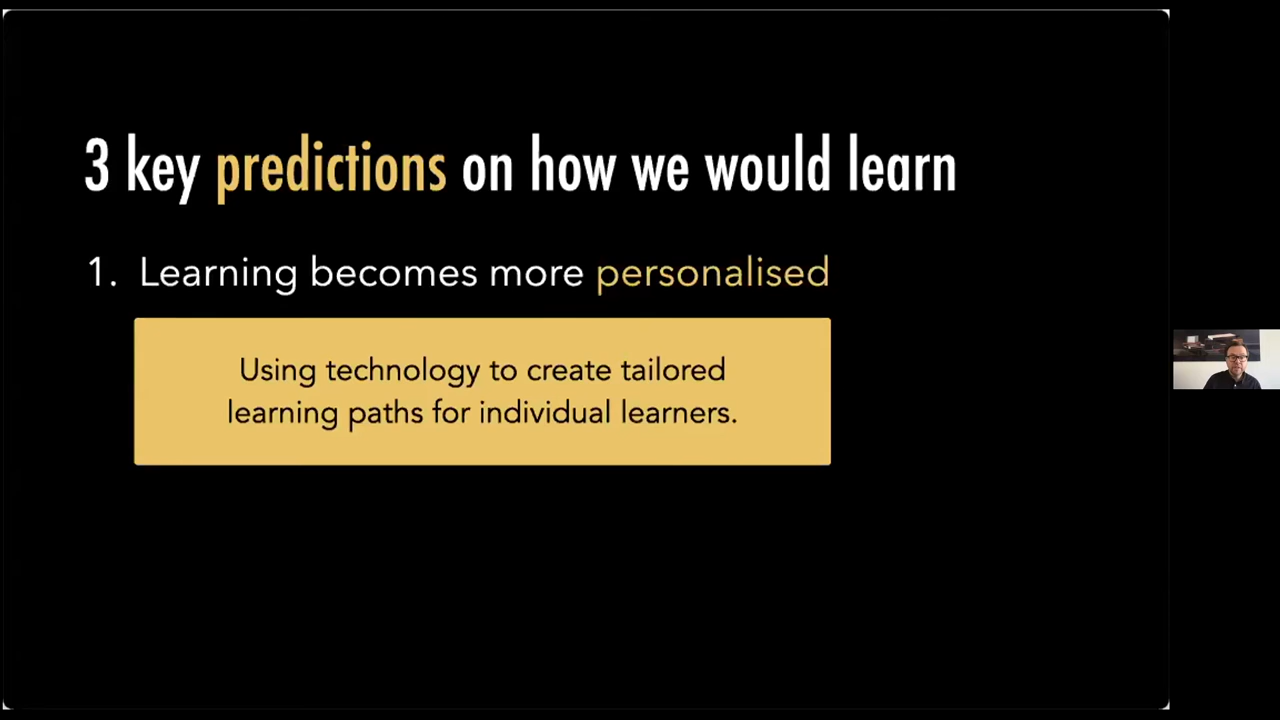 3 key predictions on how we would learn
1. Learning becomes more personalised
Using technology to create tailored
learning paths for individual learners.